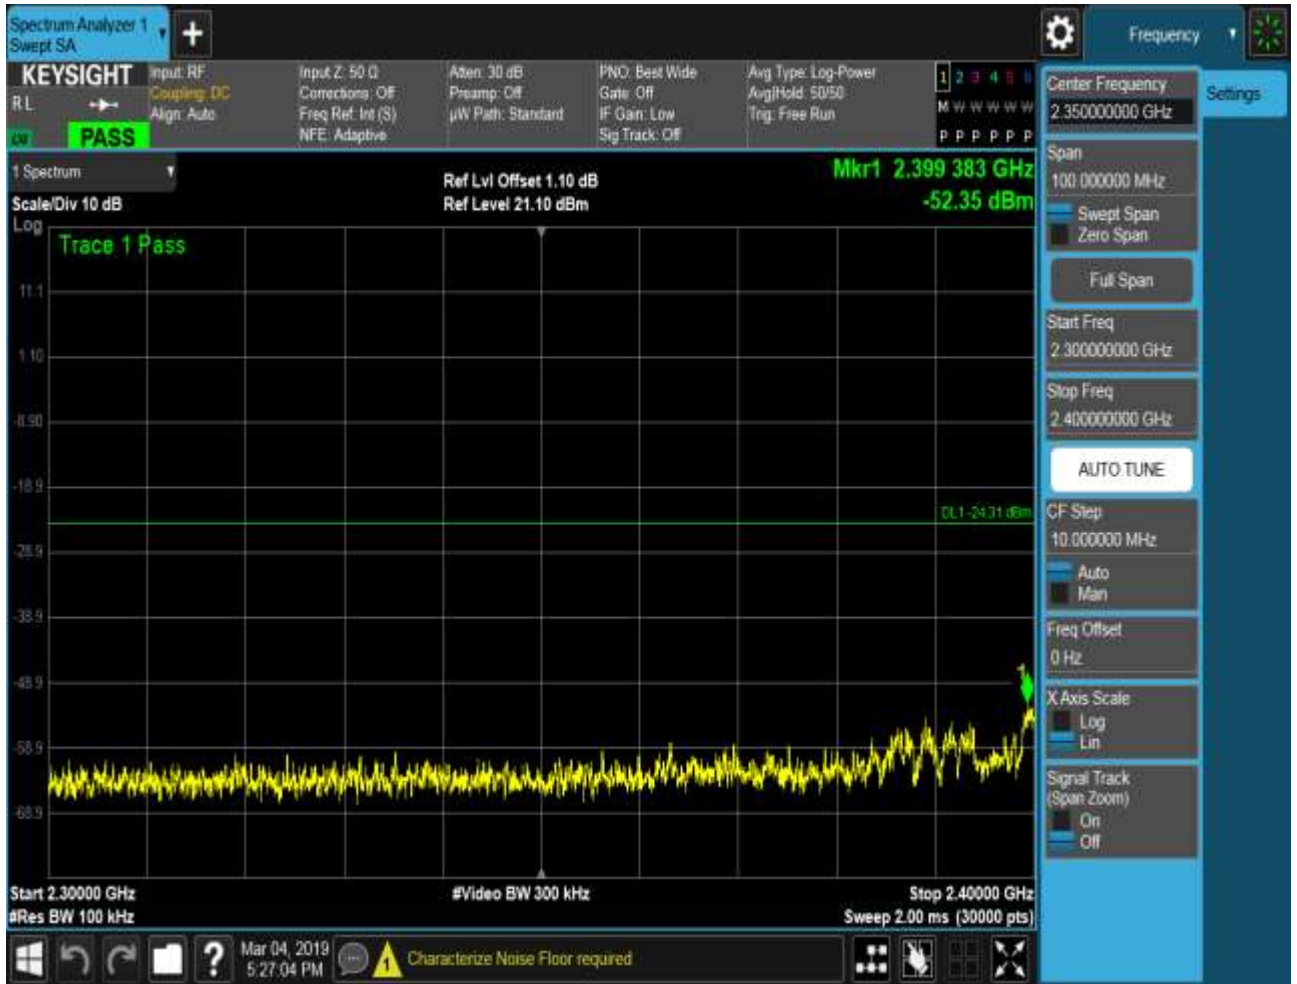 Spectrum Analyzer 1
Swept SA
+
Frequency
KEYSIGHT
R L
PASS
Input: RF
Coupling: DC
Align: Auto
Input Z: 50 Ω
Corrections: Off
Freq Ref: Int (S)
NFE: Adaptive
Atten: 30 dB
Preamp: Off
µW Path: Standard
PNO: Best Wide
Gate: Off
IF Gain: Low
Sig Track: Off
Avg Type: Log-Power
Avg|Hold: 50/50
Trig: Free Run
1 2 3 4 5 6
M W W W W W
P P P P P P
1 Spectrum
Scale/Div 10 dB
Log
Ref Lvl Offset 1.10 dB
Ref Level 21.10 dBm
Mkr1 2.399 383 GHz
-52.35 dBm
Trace 1 Pass
11.1
1.10
-8.90
-18.9
DL1 -24.31 dBm
-28.9
-38.9
-48.9
1
-58.9
-68.9
Start 2.30000 GHz
#Video BW 300 kHz
Stop 2.40000 GHz
#Res BW 100 kHz
Sweep 2.00 ms (30000 pts)
?
Mar 04, 2019
5:27:04 PM
1
Characterize Noise Floor required
Center Frequency
2.350000000 GHz
Settings
Span
100.000000 MHz
Swept Span
Zero Span
Full Span
Start Freq
2.300000000 GHz
Stop Freq
2.400000000 GHz
AUTO TUNE
CF Step
10.000000 MHz
Auto
Man
Freq Offset
0 Hz
X Axis Scale
Log
Lin
Signal Track
(Span Zoom)
On
Off